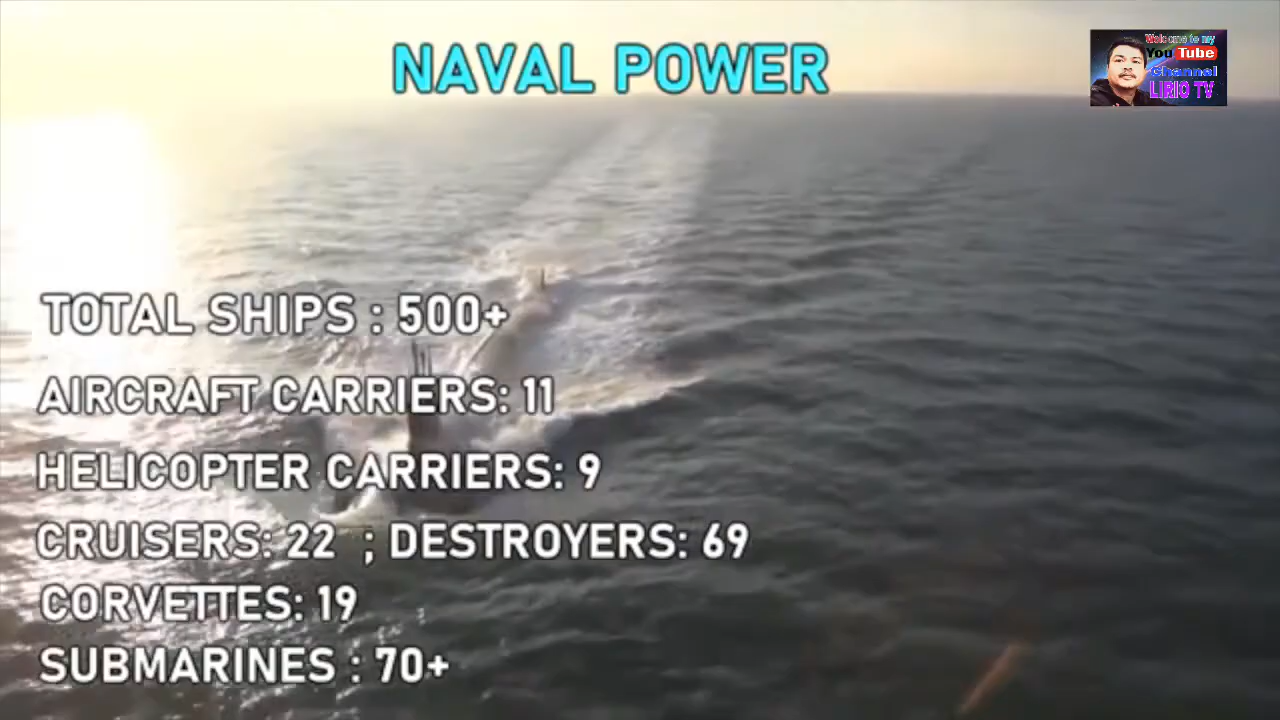 NAVAL POWER
Welcome to my
YouTube
Channel
LIRIO TV
TOTAL SHIPS : 500+
AIRCRAFT CARRIERS: 11
HELICOPTER CARRIERS: 9
CRUISERS: 22 ; DESTROYERS: 69
CORVETTES: 19
SUBMARINES : 70+